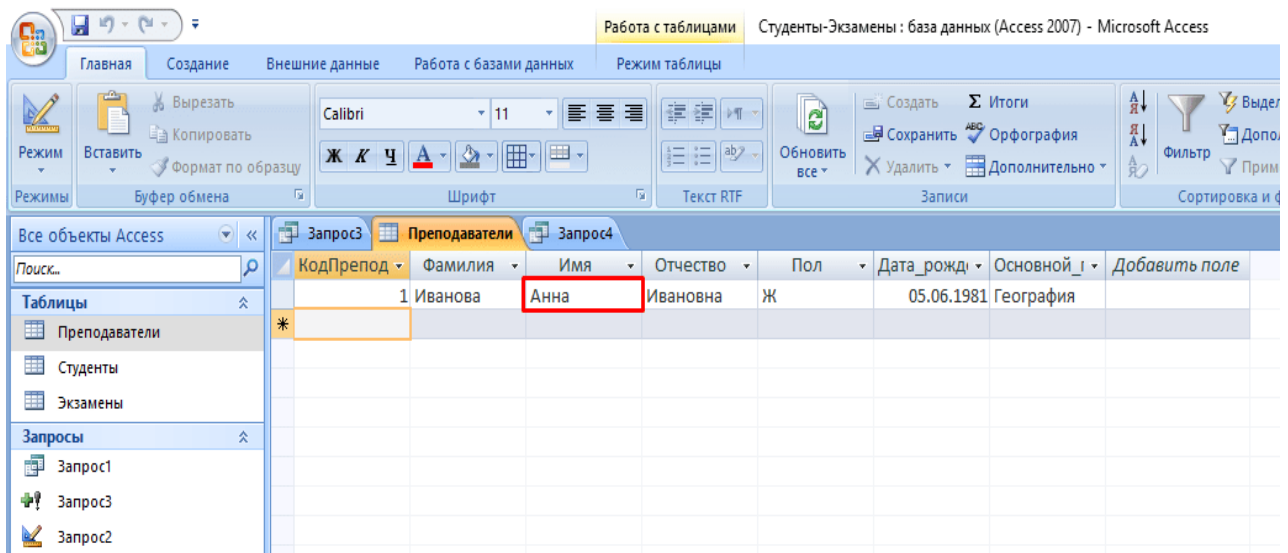 Работа с таблицами Студенты-Экзамены : база данных (Access 2007) - Microsoft Access
Главная Создание Внешние данные Работа с базами данных Режим таблицы
Режим
Режимы
Вставить
Вырезать
Копировать
Формат по образцу
Буфер обмена
Calibri 11
Ж К Ч
Шрифт
Текст RTF
Обновить все
Создать Σ Итоги
Сохранить Орфография
Удалить Дополнительно
Записи
Фильтр
Выдел
Допол
Прим
Сортировка и ф
Все объекты Access
Поиск...
Таблицы
Преподаватели
Студенты
Экзамены
Запросы
Запрос1
Запрос3
Запрос2
Запрос3 Преподаватели Запрос4
КодПрепод Фамилия Имя Отчество Пол Дата_рожд Основной_ Добавить поле
1 Иванова Анна Ивановна Ж 05.06.1981 География